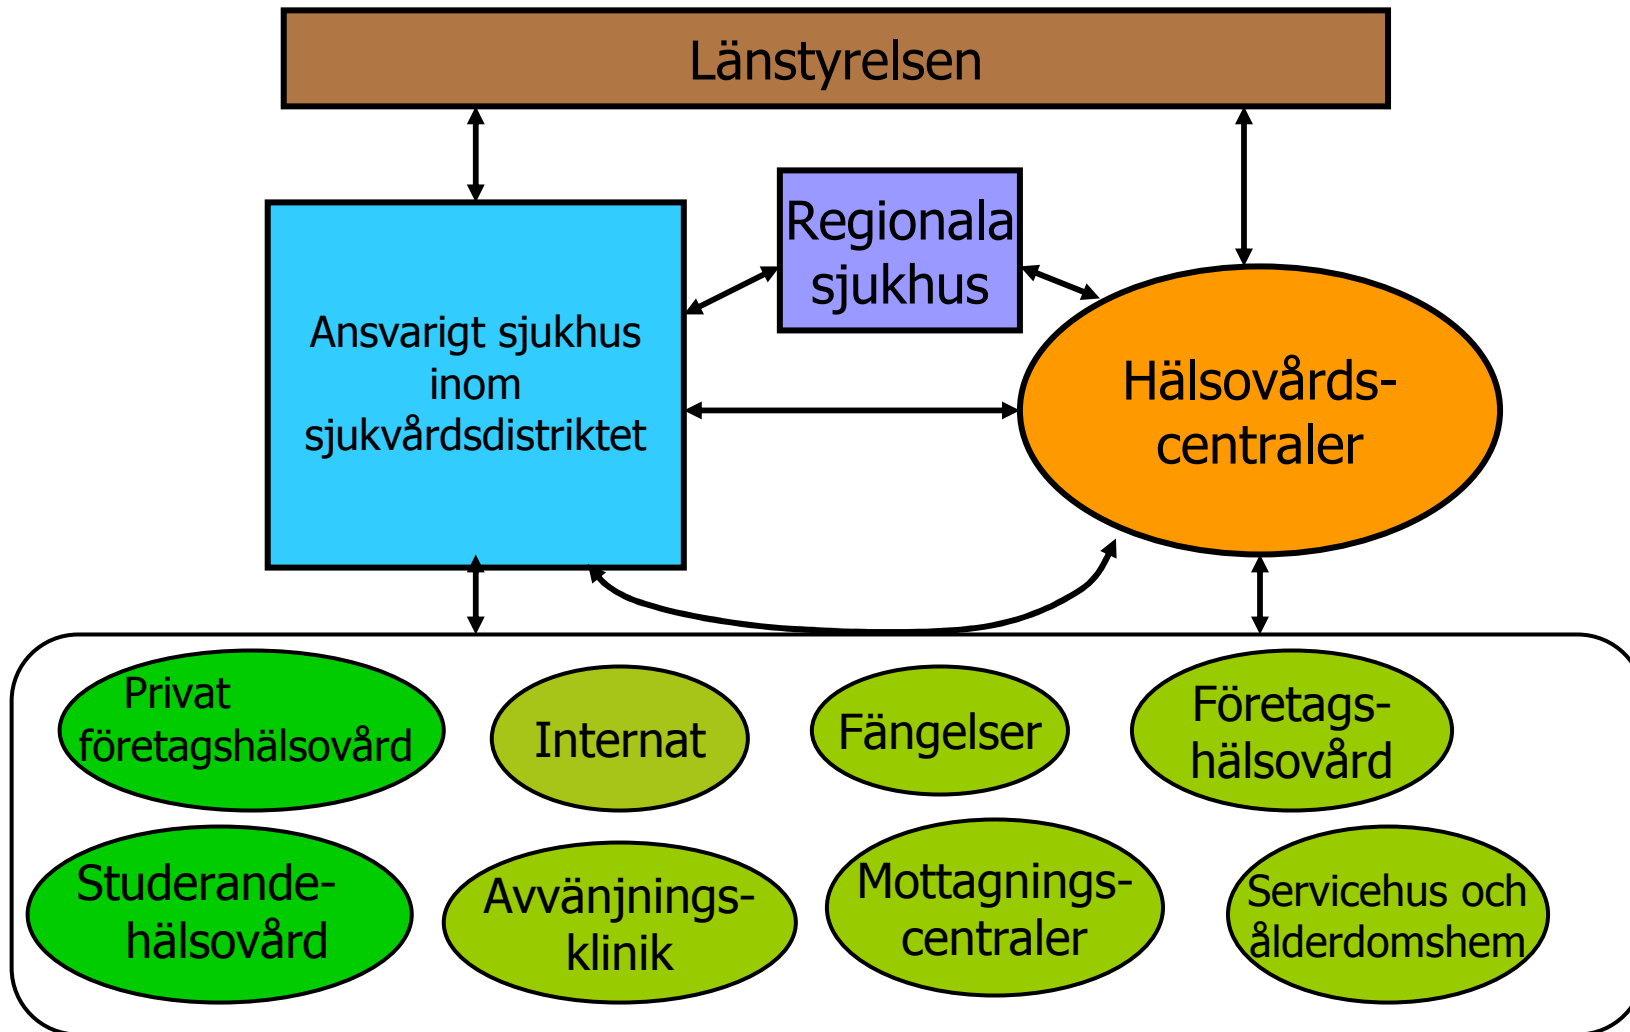 Länstyrelsen
Regionala
sjukhus
Ansvarigt sjukhus
inom
sjukvårdsdistriktet
Hälsovårds-
centraler
Privat
företagshälsovård
Internat
Fängelser
Företags-
hälsovård
Studerande-
hälsovård
Avvänjnings-
klinik
Mottagnings-
centraler
Servicehus och
ålderdomshem